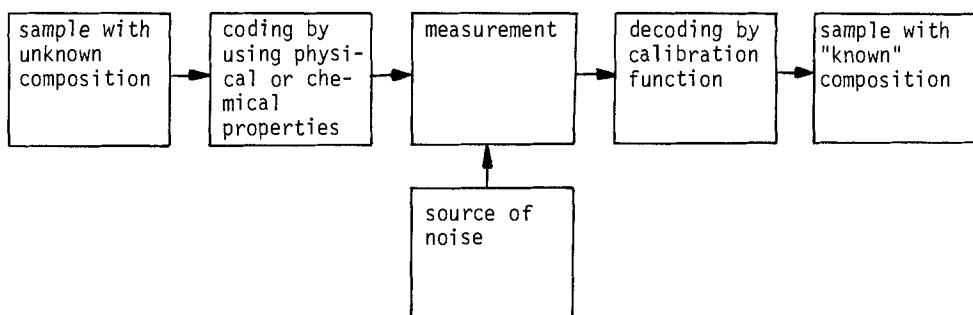 sample with
unknown
composition
coding by
using physi-
cal or che-
mical
properties
measurement
decoding by
calibration
function
sample with
"known"
composition
source of
noise